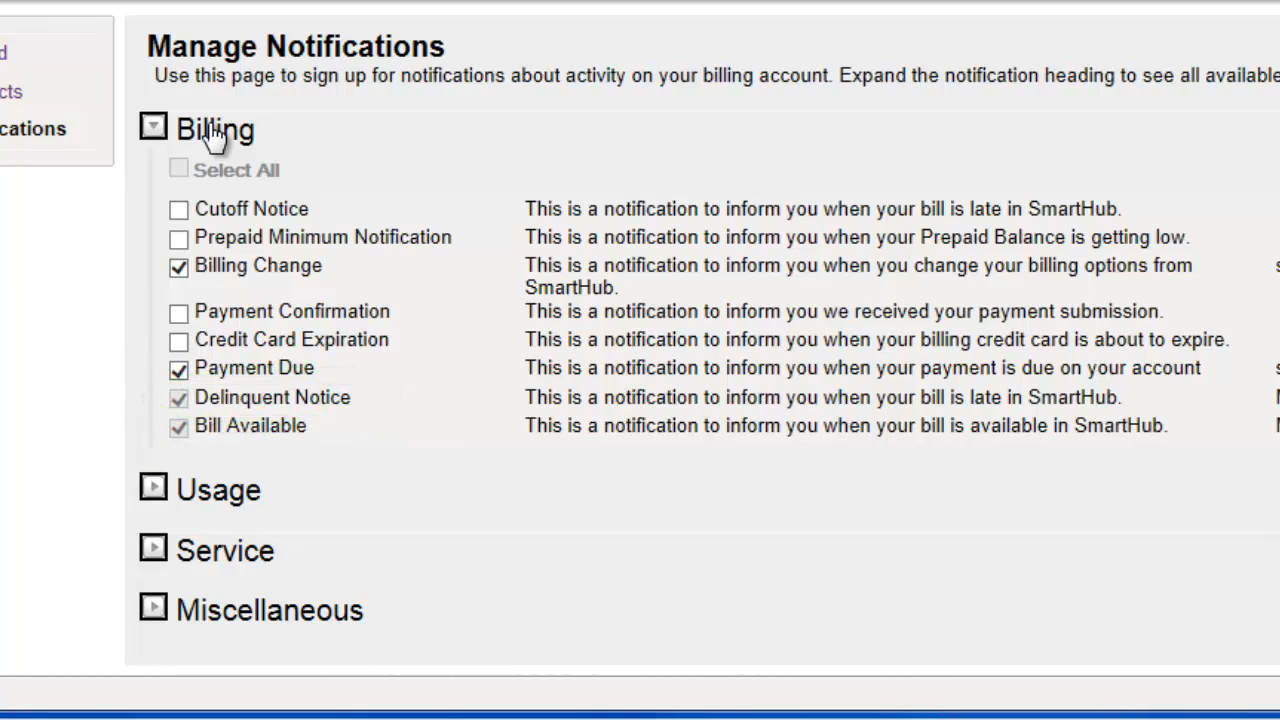 d
cts
cations
Manage Notifications
Use this page to sign up for notifications about activity on your billing account. Expand the notification heading to see all available
Billing
Select All
Cutoff Notice This is a notification to inform you when your bill is late in SmartHub.
Prepaid Minimum Notification This is a notification to inform you when your Prepaid Balance is getting low.
Billing Change This is a notification to inform you when you change your billing options from
SmartHub.
Payment Confirmation This is a notification to inform you we received your payment submission.
Credit Card Expiration This is a notification to inform you when your billing credit card is about to expire.
Payment Due This is a notification to inform you when your payment is due on your account
Delinquent Notice This is a notification to inform you when your bill is late in SmartHub.
Bill Available This is a notification to inform you when your bill is available in SmartHub.
Usage
Service
Miscellaneous